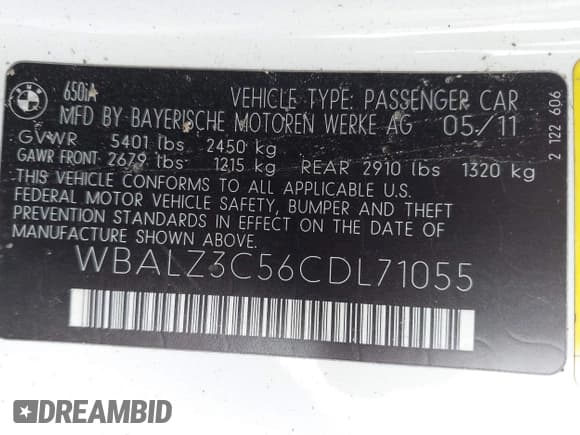 BMW
650iA
VEHICLE TYPE: PASSENGER CAR
MFD BY BAYERISCHE MOTOREN WERKE AG 05/11
GVWR 5401 lbs 2450 kg
GAWR FRONT 2679 lbs 1215 kg REAR 2910 lbs 1320 kg
THIS VEHICLE CONFORMS TO ALL APPLICABLE U.S.
FEDERAL MOTOR VEHICLE SAFETY, BUMPER AND THEFT
PREVENTION STANDARDS IN EFFECT ON THE DATE OF
MANUFACTURE SHOWN ABOVE.
WBALZ3C56CDL71055
2 122 606
DREAMBID